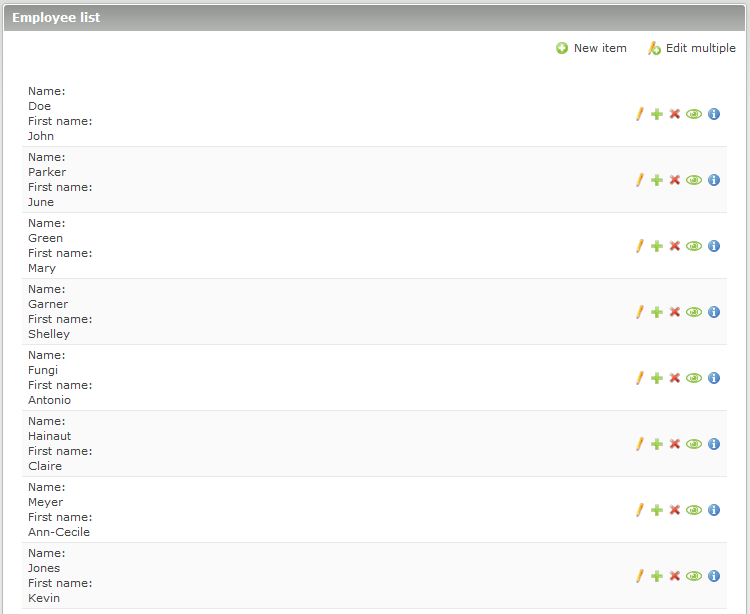 Employee list
New item Edit multiple
Name:
Doe
First name:
John
Name:
Parker
First name:
June
Name:
Green
First name:
Mary
Name:
Garner
First name:
Shelley
Name:
Fungi
First name:
Antonio
Name:
Hainaut
First name:
Claire
Name:
Meyer
First name:
Ann-Cecile
Name:
Jones
First name:
Kevin